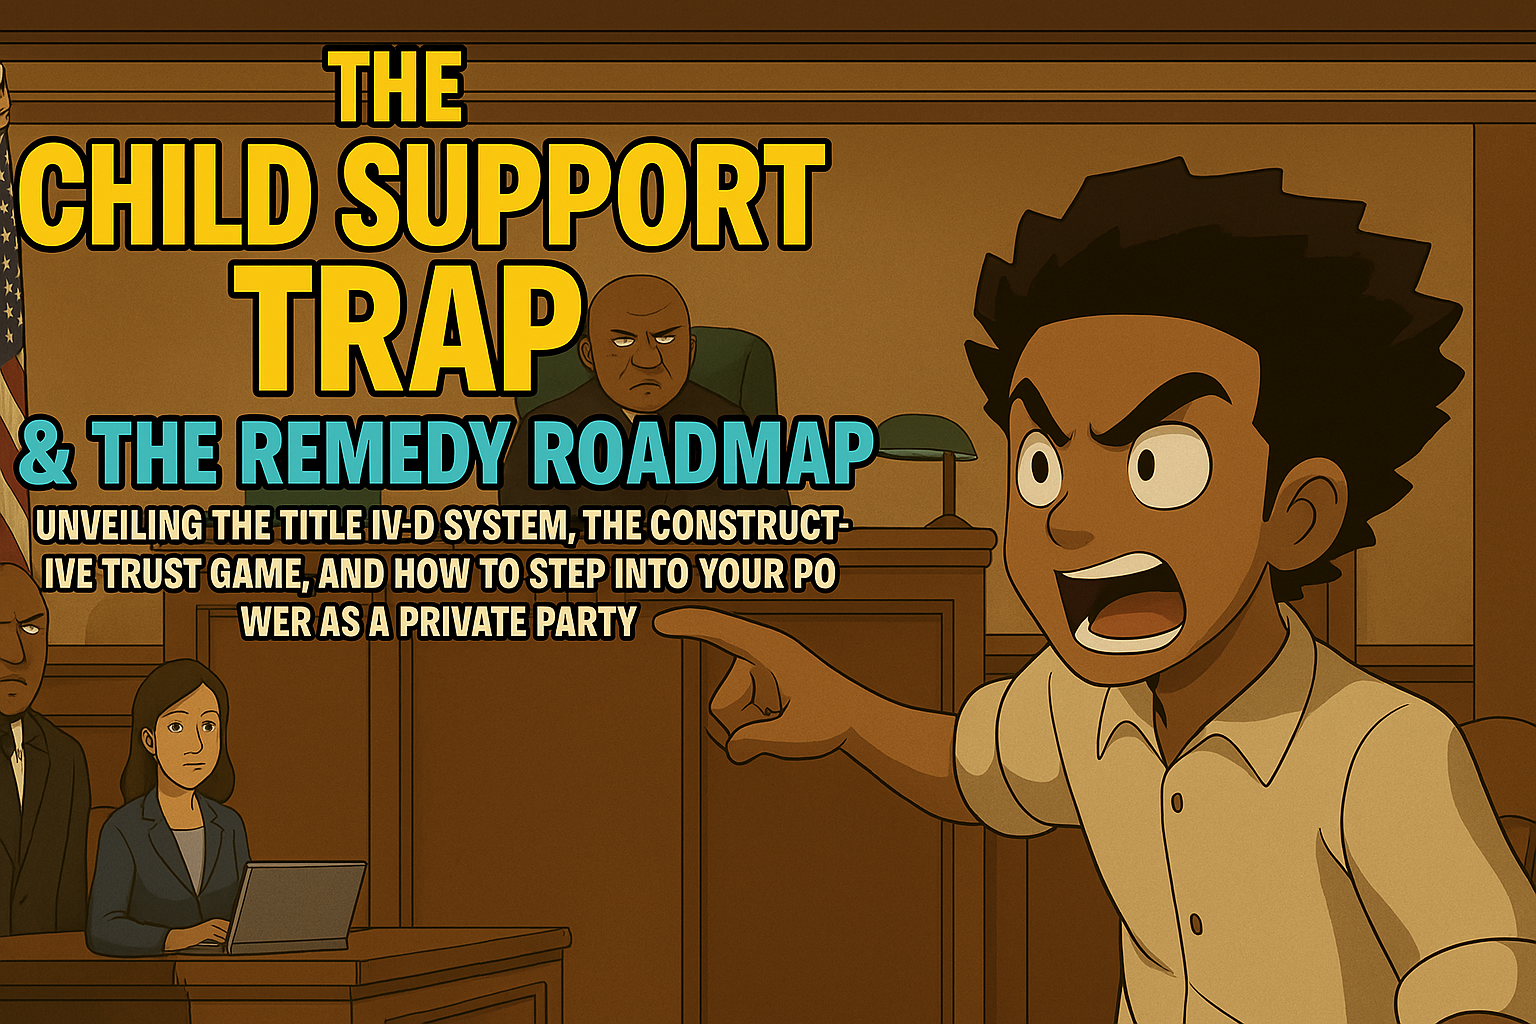 THE
CHILD SUPPORT
TRAP
& THE REMEDY ROADMAP
UNVEILING THE TITLE IV-D SYSTEM, THE CONSTRUCT-
IVE TRUST GAME, AND HOW TO STEP INTO YOUR PO
WER AS A PRIVATE PARTY